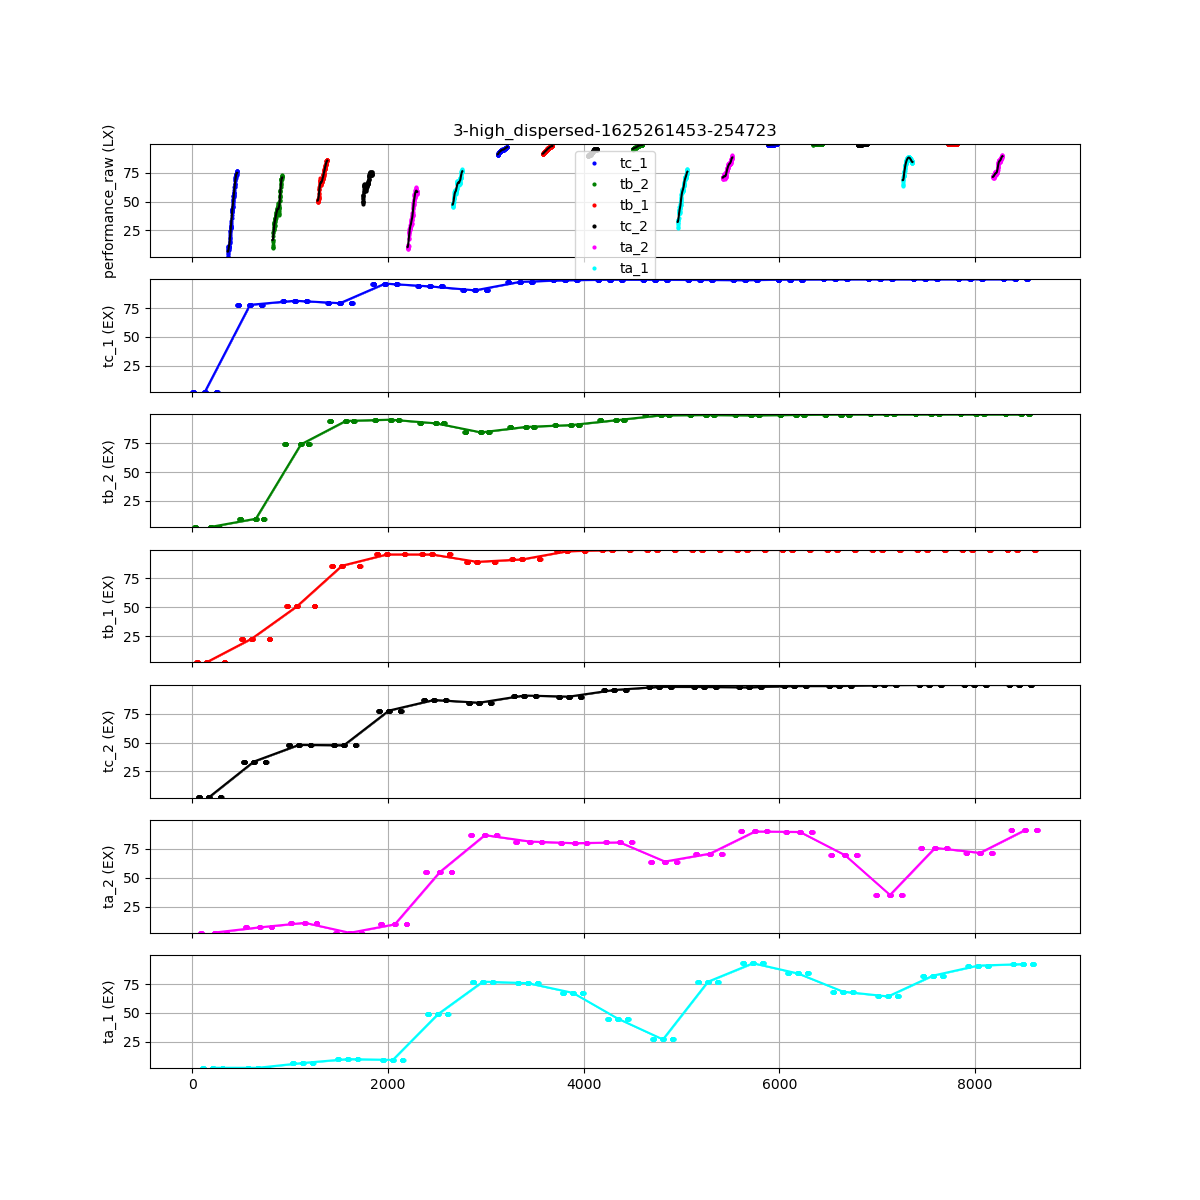 3-high_dispersed-1625261453-254723
performance_raw (LX)
75
50
25
tc_1
tb_2
tb_1
tc_2
ta_2
ta_1
tc_1 (EX)
75
50
25
tb_2 (EX)
75
50
25
tb_1 (EX)
75
50
25
tc_2 (EX)
75
50
25
ta_2 (EX)
75
50
25
ta_1 (EX)
75
50
25
0 2000 4000 6000 8000